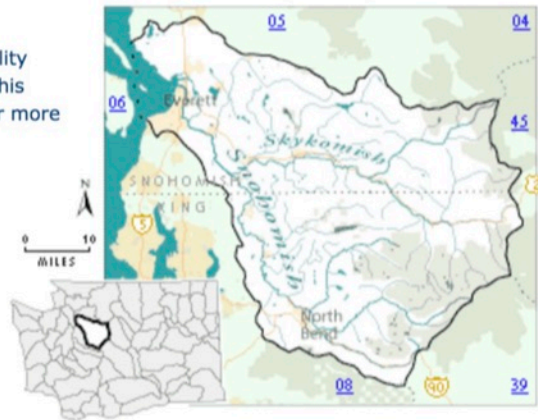 lity
his
r more
05
04
06
Everett
45
Skykomish
Snohomish
SNOHOMISH
KING
N
5
2
0 10
MILES
North
Bend
08
90
39